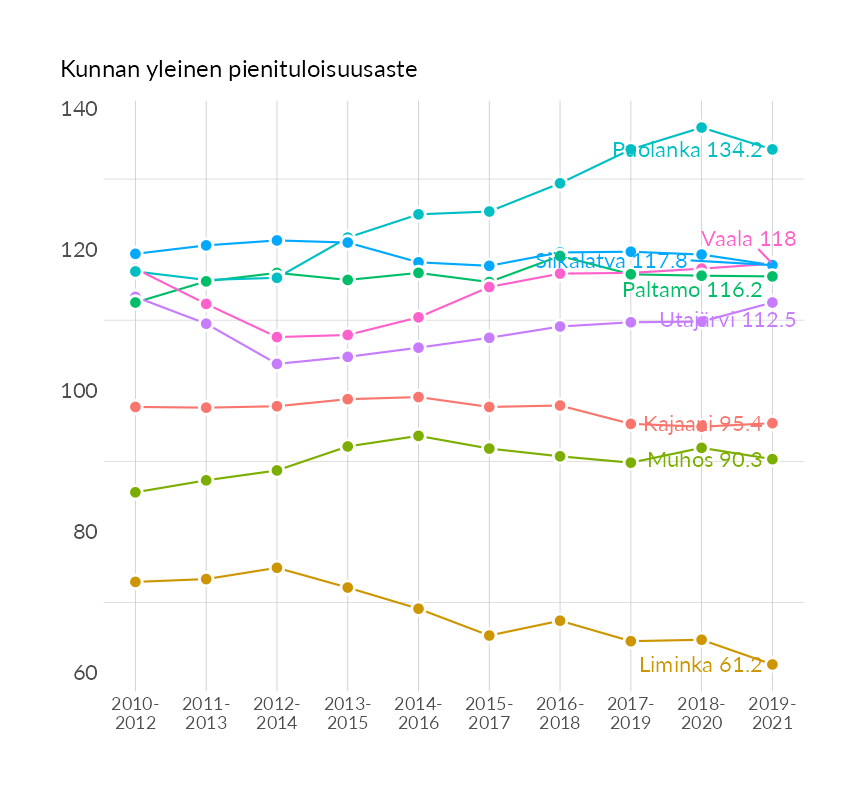 Kunnan yleinen pienituloisuusaste
140
120
100
80
60
Puolanka 134.2
Vaala 118
Siikalatva 117.8
Paltamo 116.2
Utajärvi 112.5
Kajaani 95.4
Muhos 90.3
Liminka 61.2
2010-2012
2011-2013
2012-2014
2013-2015
2014-2016
2015-2017
2016-2018
2017-2019
2018-2020
2019-2021